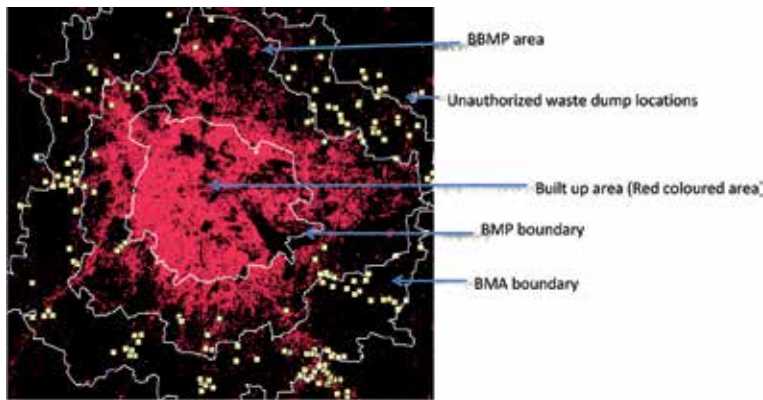 BBMP area
Unauthorized waste dump locations
Built up area (Red coloured area)
BMP boundary
BMA boundary